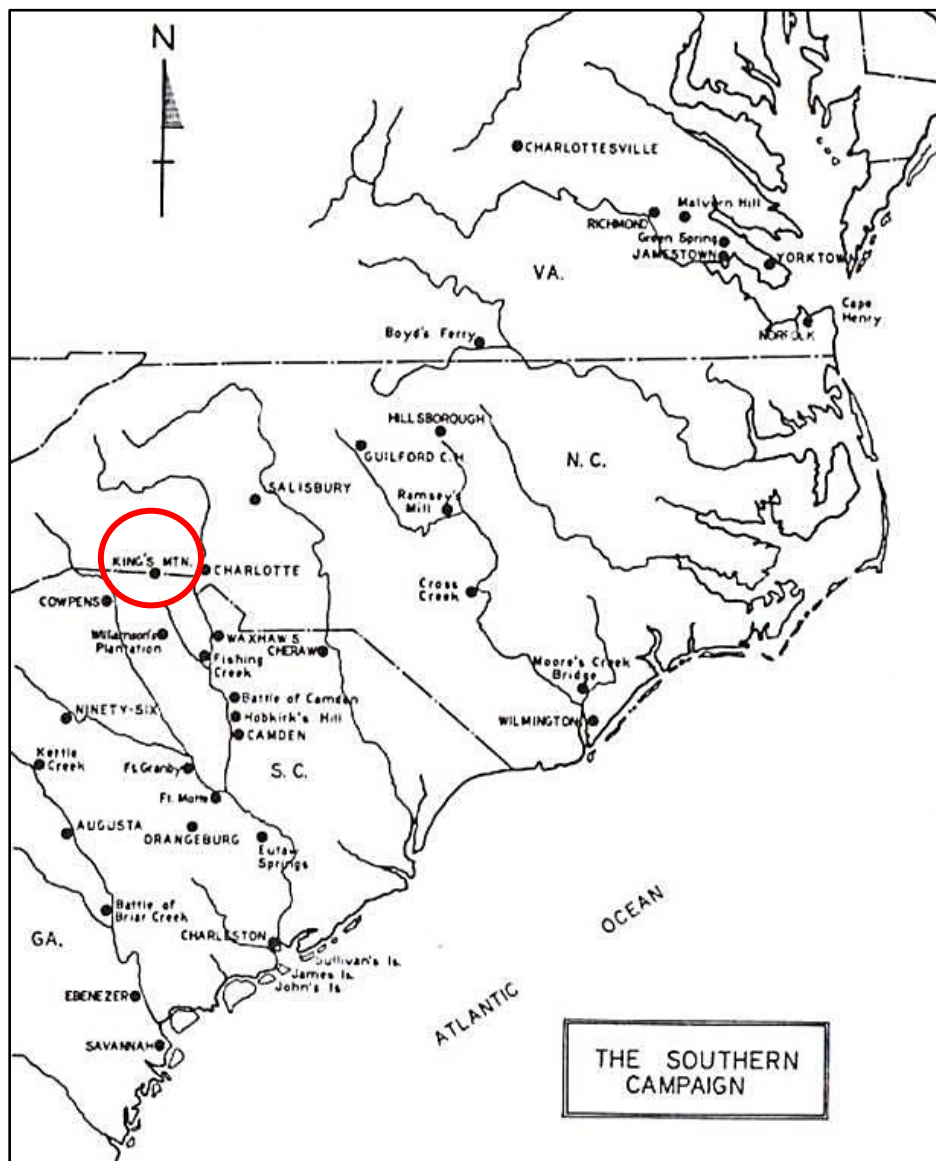 N
CHARLOTTESVILLE
Malvern Hill
RICHMOND
Green Spring
JAMESTOWN
YORKTOWN
VA.
Cape
Henry
NORFOLK
Boyd's Ferry
HILLSBOROUGH
GUILFORD C.H
N.C.
SALISBURY
Ramsey's
Mill
KING'S MTN.
CHARLOTTE
COWPENS
Cross
Creek
Williamson's
Plantation
WAXHAWS
CHERAW
Fishing
Creek
Moore's Creek
Bridge
Battle of Camden
NINETY-SIX
Hobkirk's Hill
WILMINGTON
CAMDEN
Kettle
Creek
Ft. Granby
S.C.
Ft. Motte
AUGUSTA
ORANGEBURG
Eutaw
Springs
Battle of
Briar Creek
OCEAN
GA.
CHARLESTON
Sullivan's Is.
James Is.
John's Is
ATLANTIC
EBENEZER
SAVANNAH
THE SOUTHERN
CAMPAIGN